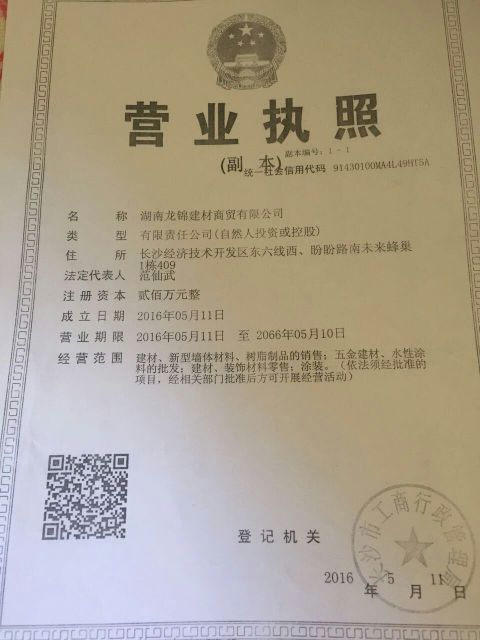 营业执照
(副 本)
副本编号：1 - 1
统一社会信用代码 91430100MA4L49HT5A
名 称 湖南龙锦建材商贸有限公司
类 型 有限责任公司(自然人投资或控股)
住 所 长沙经济技术开发区东六线西、盼盼路南未来蜂巢
1栋409
法定代表人 范仙武
注册资本 贰佰万元整
成立日期 2016年05月11日
营业期限 2016年05月11日 至 2066年05月10日
经营范围 建材、新型墙体材料、树脂制品的销售；五金建材、水性涂
料的批发；建材、装饰材料零售；涂装。（依法须经批准的
项目，经相关部门批准后方可开展经营活动）
登记机关
长沙市工商行政管理局
2016 年 5 月 11 日